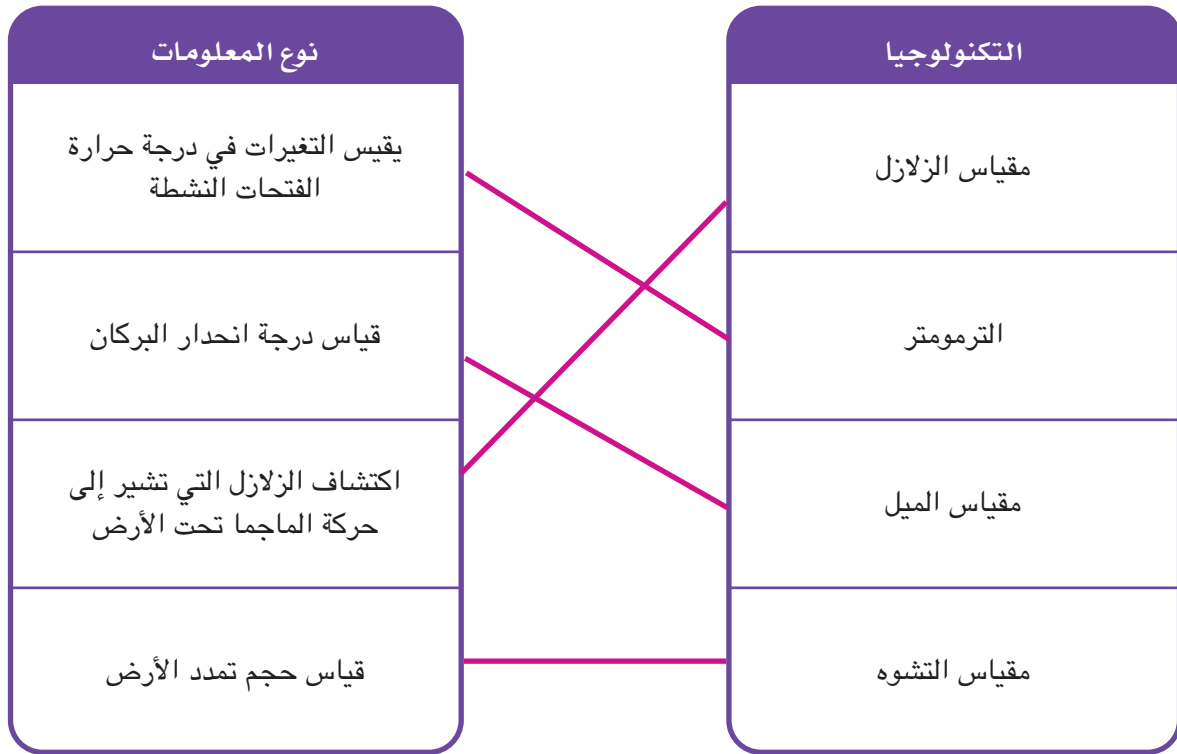 التكنولوجيا
مقياس الزلازل
الترمومتر
مقياس الميل
مقياس التشوه
نوع المعلومات
يقيس التغيرات في درجة حرارة
الفتحات النشطة
قياس درجة انحدار البركان
اكتشاف الزلازل التي تشير إلى
حركة الماجما تحت الأرض
قياس حجم تمدد الأرض